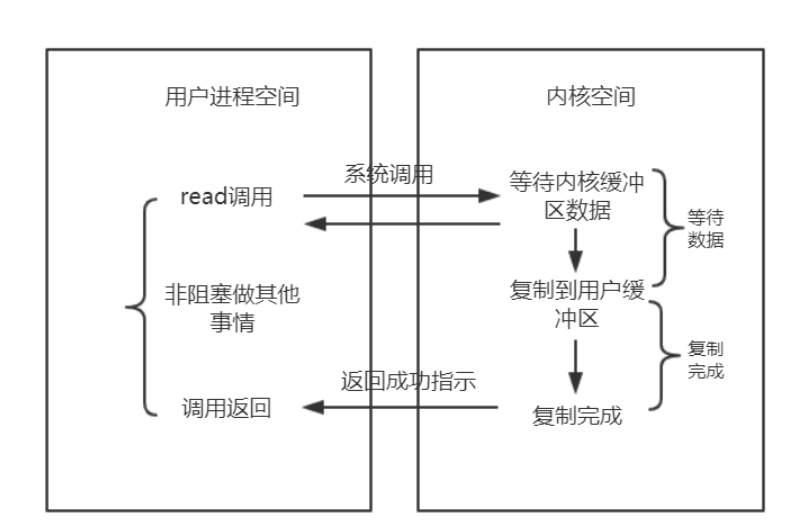 用户进程空间
内核空间
系统调用
read调用
等待内核缓冲
区数据
等待
数据
非阻塞做其他
事情
复制到用户缓
冲区
复制
完成
返回成功指示
调用返回
复制完成